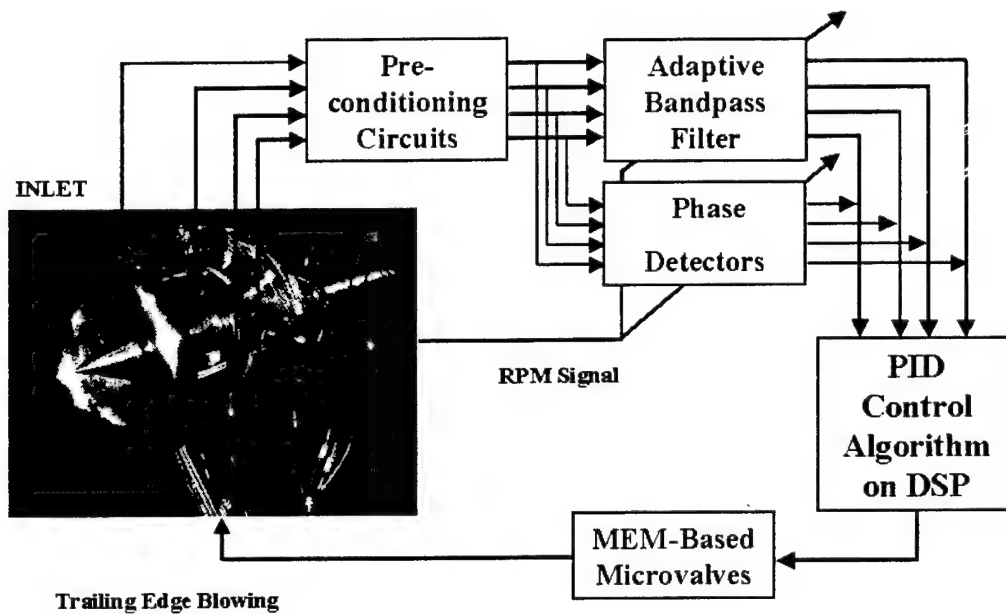 Pre-
conditioning
Circuits
Adaptive
Bandpass
Filter
INLET
Phase
Detectors
RPM Signal
PID
Control
Algorithm
on DSP
MEM-Based
Microvalves
Trailing Edge Blowing